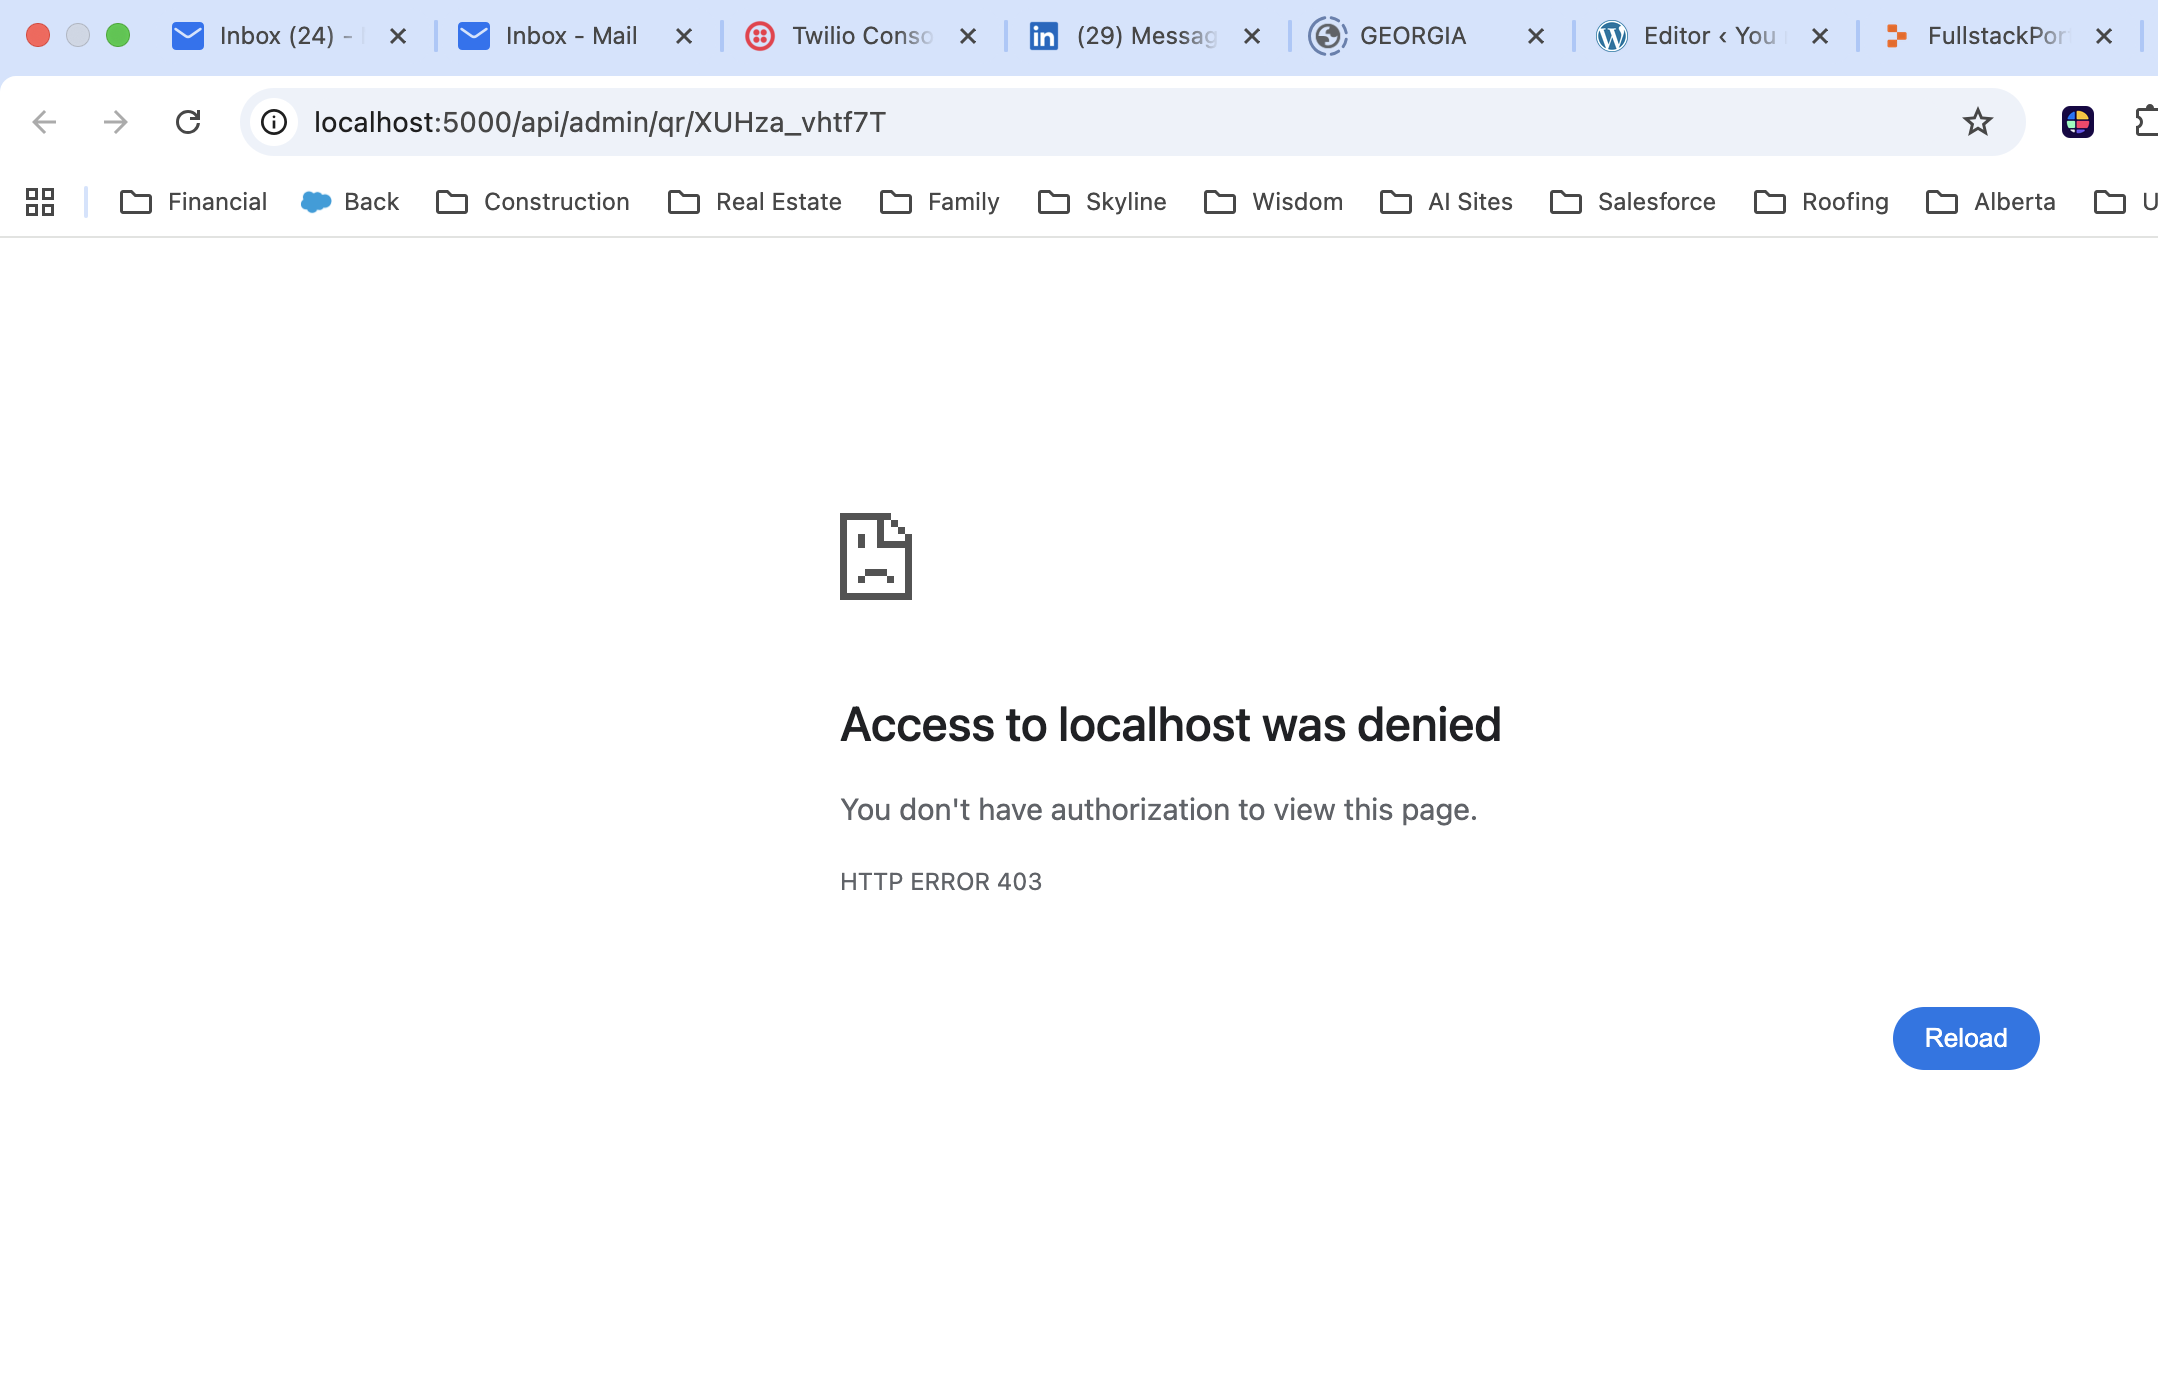 Inbox (24) -
Inbox - Mail
Twilio Conso
(29) Messag
GEORGIA
Editor ‹ You
FullstackPor
localhost:5000/api/admin/qr/XUHza_vhtf7T
Financial
Back
Construction
Real Estate
Family
Skyline
Wisdom
AI Sites
Salesforce
Roofing
Alberta
U
Access to localhost was denied
You don't have authorization to view this page.
HTTP ERROR 403
Reload